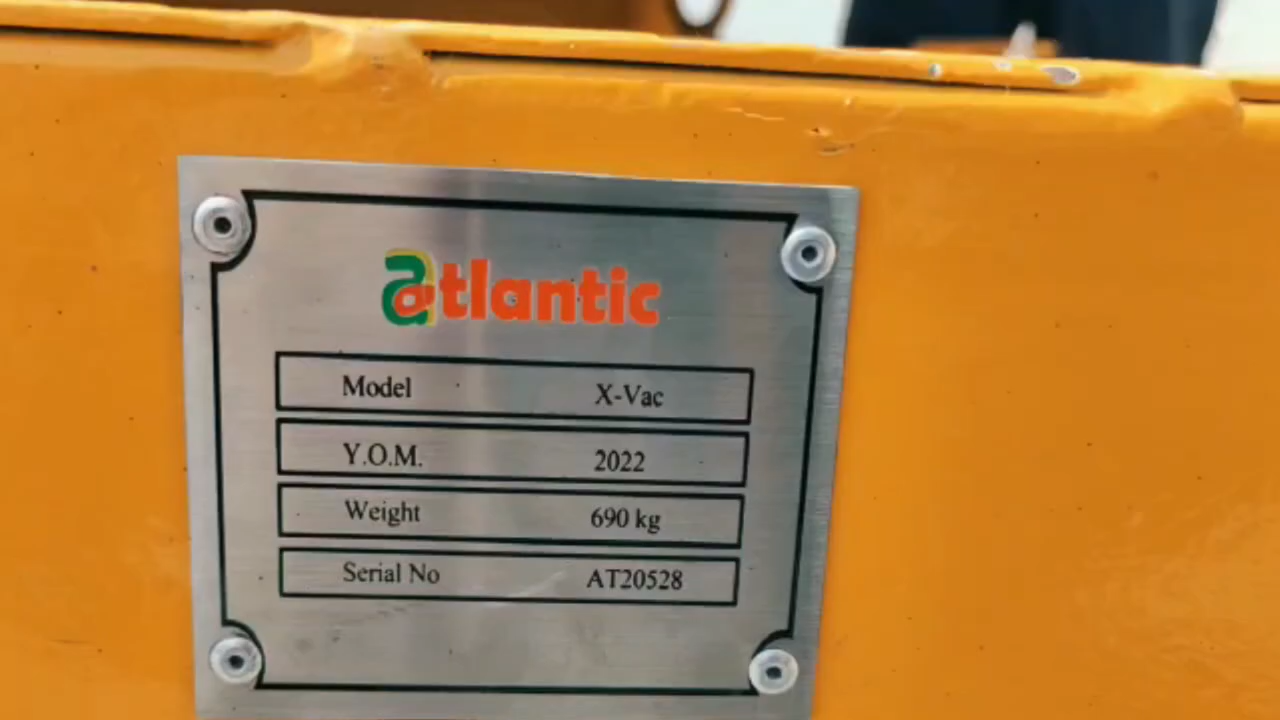 atlantic
Model X-Vac
Y.O.M. 2022
Weight 690 kg
Serial No AT20528